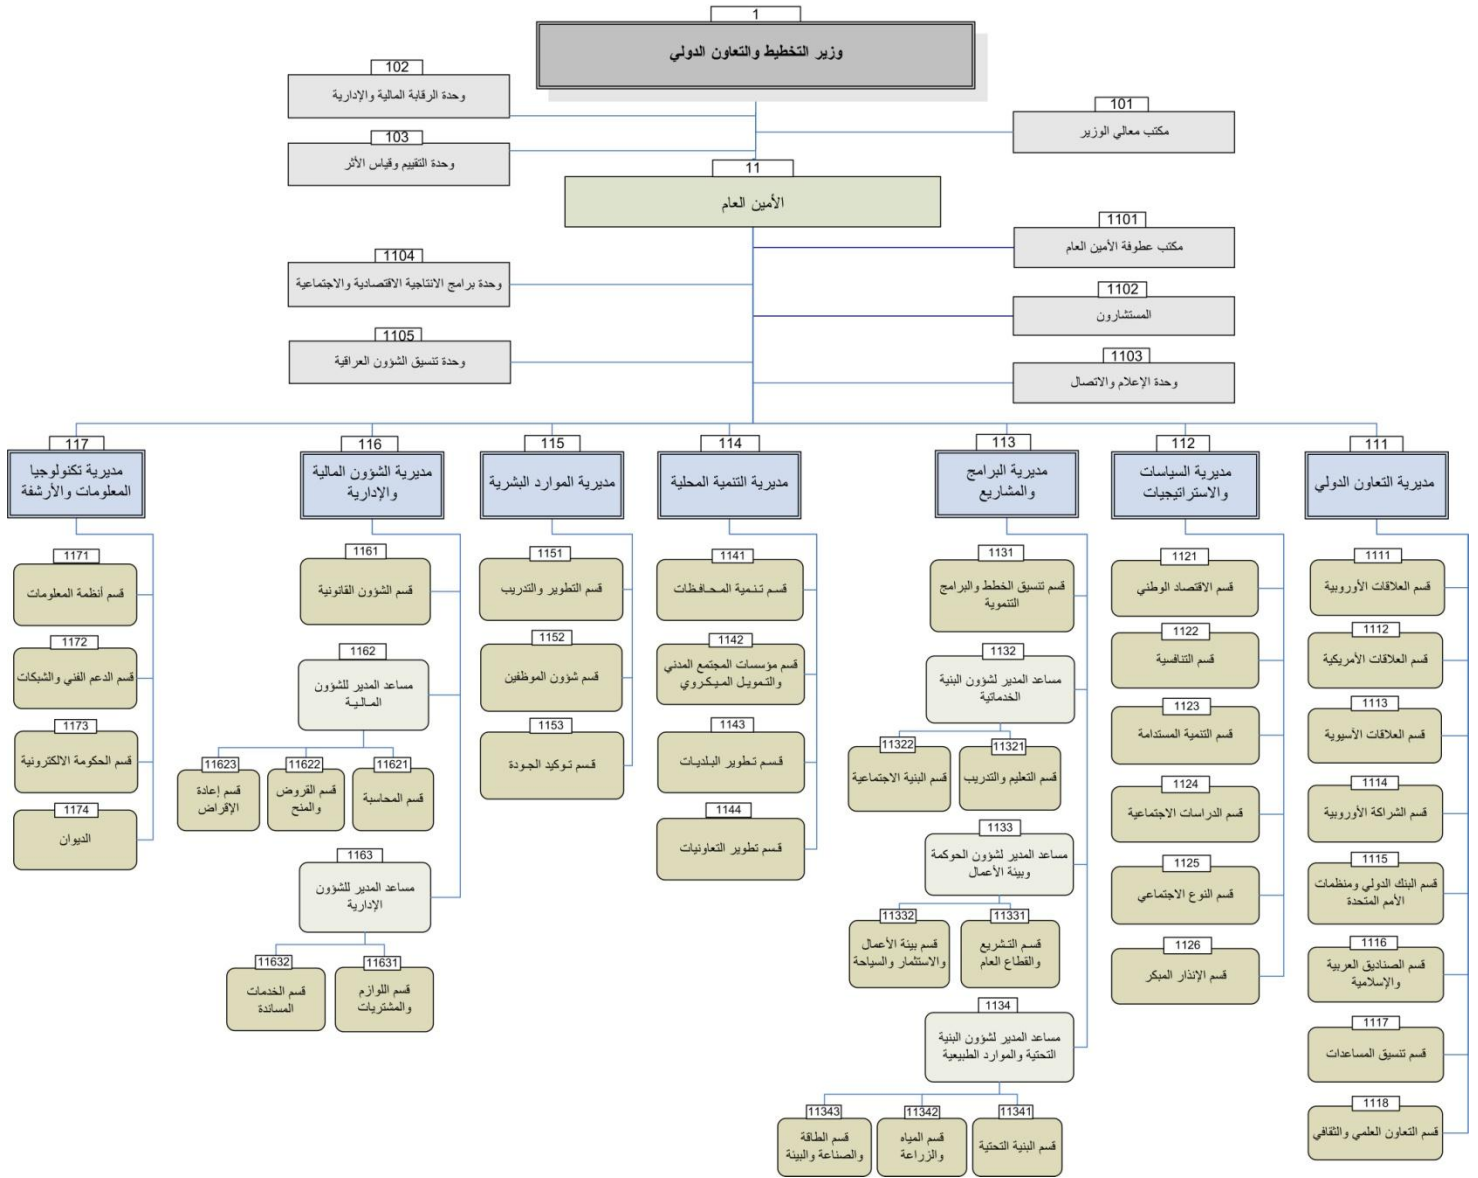 1
وزير التخطيط والتعاون الدولي
101
مكتب معالي الوزير
102
وحدة الرقابة المالية والإدارية
103
وحدة التقييم وقياس الأثر
11
الأمين العام
1101
مكتب عطوفة الأمين العام
1102
المستشارون
1103
وحدة الإعلام والاتصال
1104
وحدة برامج الانتاجية الاقتصادية والاجتماعية
1105
وحدة تنسيق الشؤون العراقية
111
مديرية التعاون الدولي
1111
قسم العلاقات الأوروبية
1112
قسم العلاقات الأمريكية
1113
قسم العلاقات الأسيوية
1114
قسم الشراكة الأوروبية
1115
قسم البنك الدولي ومنظمات
الأمم المتحدة
1116
قسم الصناديق العربية
والإسلامية
1117
قسم تنسيق المساعدات
1118
قسم التعاون العلمي والثقافي
112
مديرية السياسات
والاستراتيجيات
1121
قسم الاقتصاد الوطني
1122
قسم التنافسية
1123
قسم التنمية المستدامة
1124
قسم الدراسات الاجتماعية
1125
قسم النوع الاجتماعي
1126
قسم الإنذار المبكر
113
مديرية البرامج
والمشاريع
1131
قسم تنسيق الخطط والبرامج
التنموية
1132
مساعد المدير لشؤون البنية
الخدماتية
11321
قسم التعليم والتدريب
11322
قسم البنية الاجتماعية
1133
مساعد المدير لشؤون الحوكمة
وبيئة الأعمال
11331
قسم التشريع
والقطاع العام
11332
قسم بيئة الأعمال
والاستثمار والسياحة
1134
مساعد المدير لشؤون البنية
التحتية والموارد الطبيعية
11341
قسم البنية التحتية
11342
قسم المياه
والزراعة
11343
قسم الطاقة
والصناعة والبيئة
114
مديرية التنمية المحلية
1141
قسم تنمية المحافظات
1142
قسم مؤسسات المجتمع المدني
والتمويل الميكروي
1143
قسم تطوير البلديات
1144
قسم تطوير التعاونيات
115
مديرية الموارد البشرية
1151
قسم التطوير والتدريب
1152
قسم شؤون الموظفين
1153
قسم توكيد الجودة
116
مديرية الشؤون المالية
والإدارية
1161
قسم الشؤون القانونية
1162
مساعد المدير للشؤون
المالية
11621
قسم المحاسبة
11622
قسم القروض
والمنح
11623
قسم إعادة
الإقراض
1163
مساعد المدير للشؤون
الإدارية
11631
قسم اللوازم
والمشتريات
11632
قسم الخدمات
المساندة
117
مديرية تكنولوجيا
المعلومات والأرشفة
1171
قسم أنظمة المعلومات
1172
قسم الدعم الفني والشبكات
1173
قسم الحكومة الالكترونية
1174
الديوان